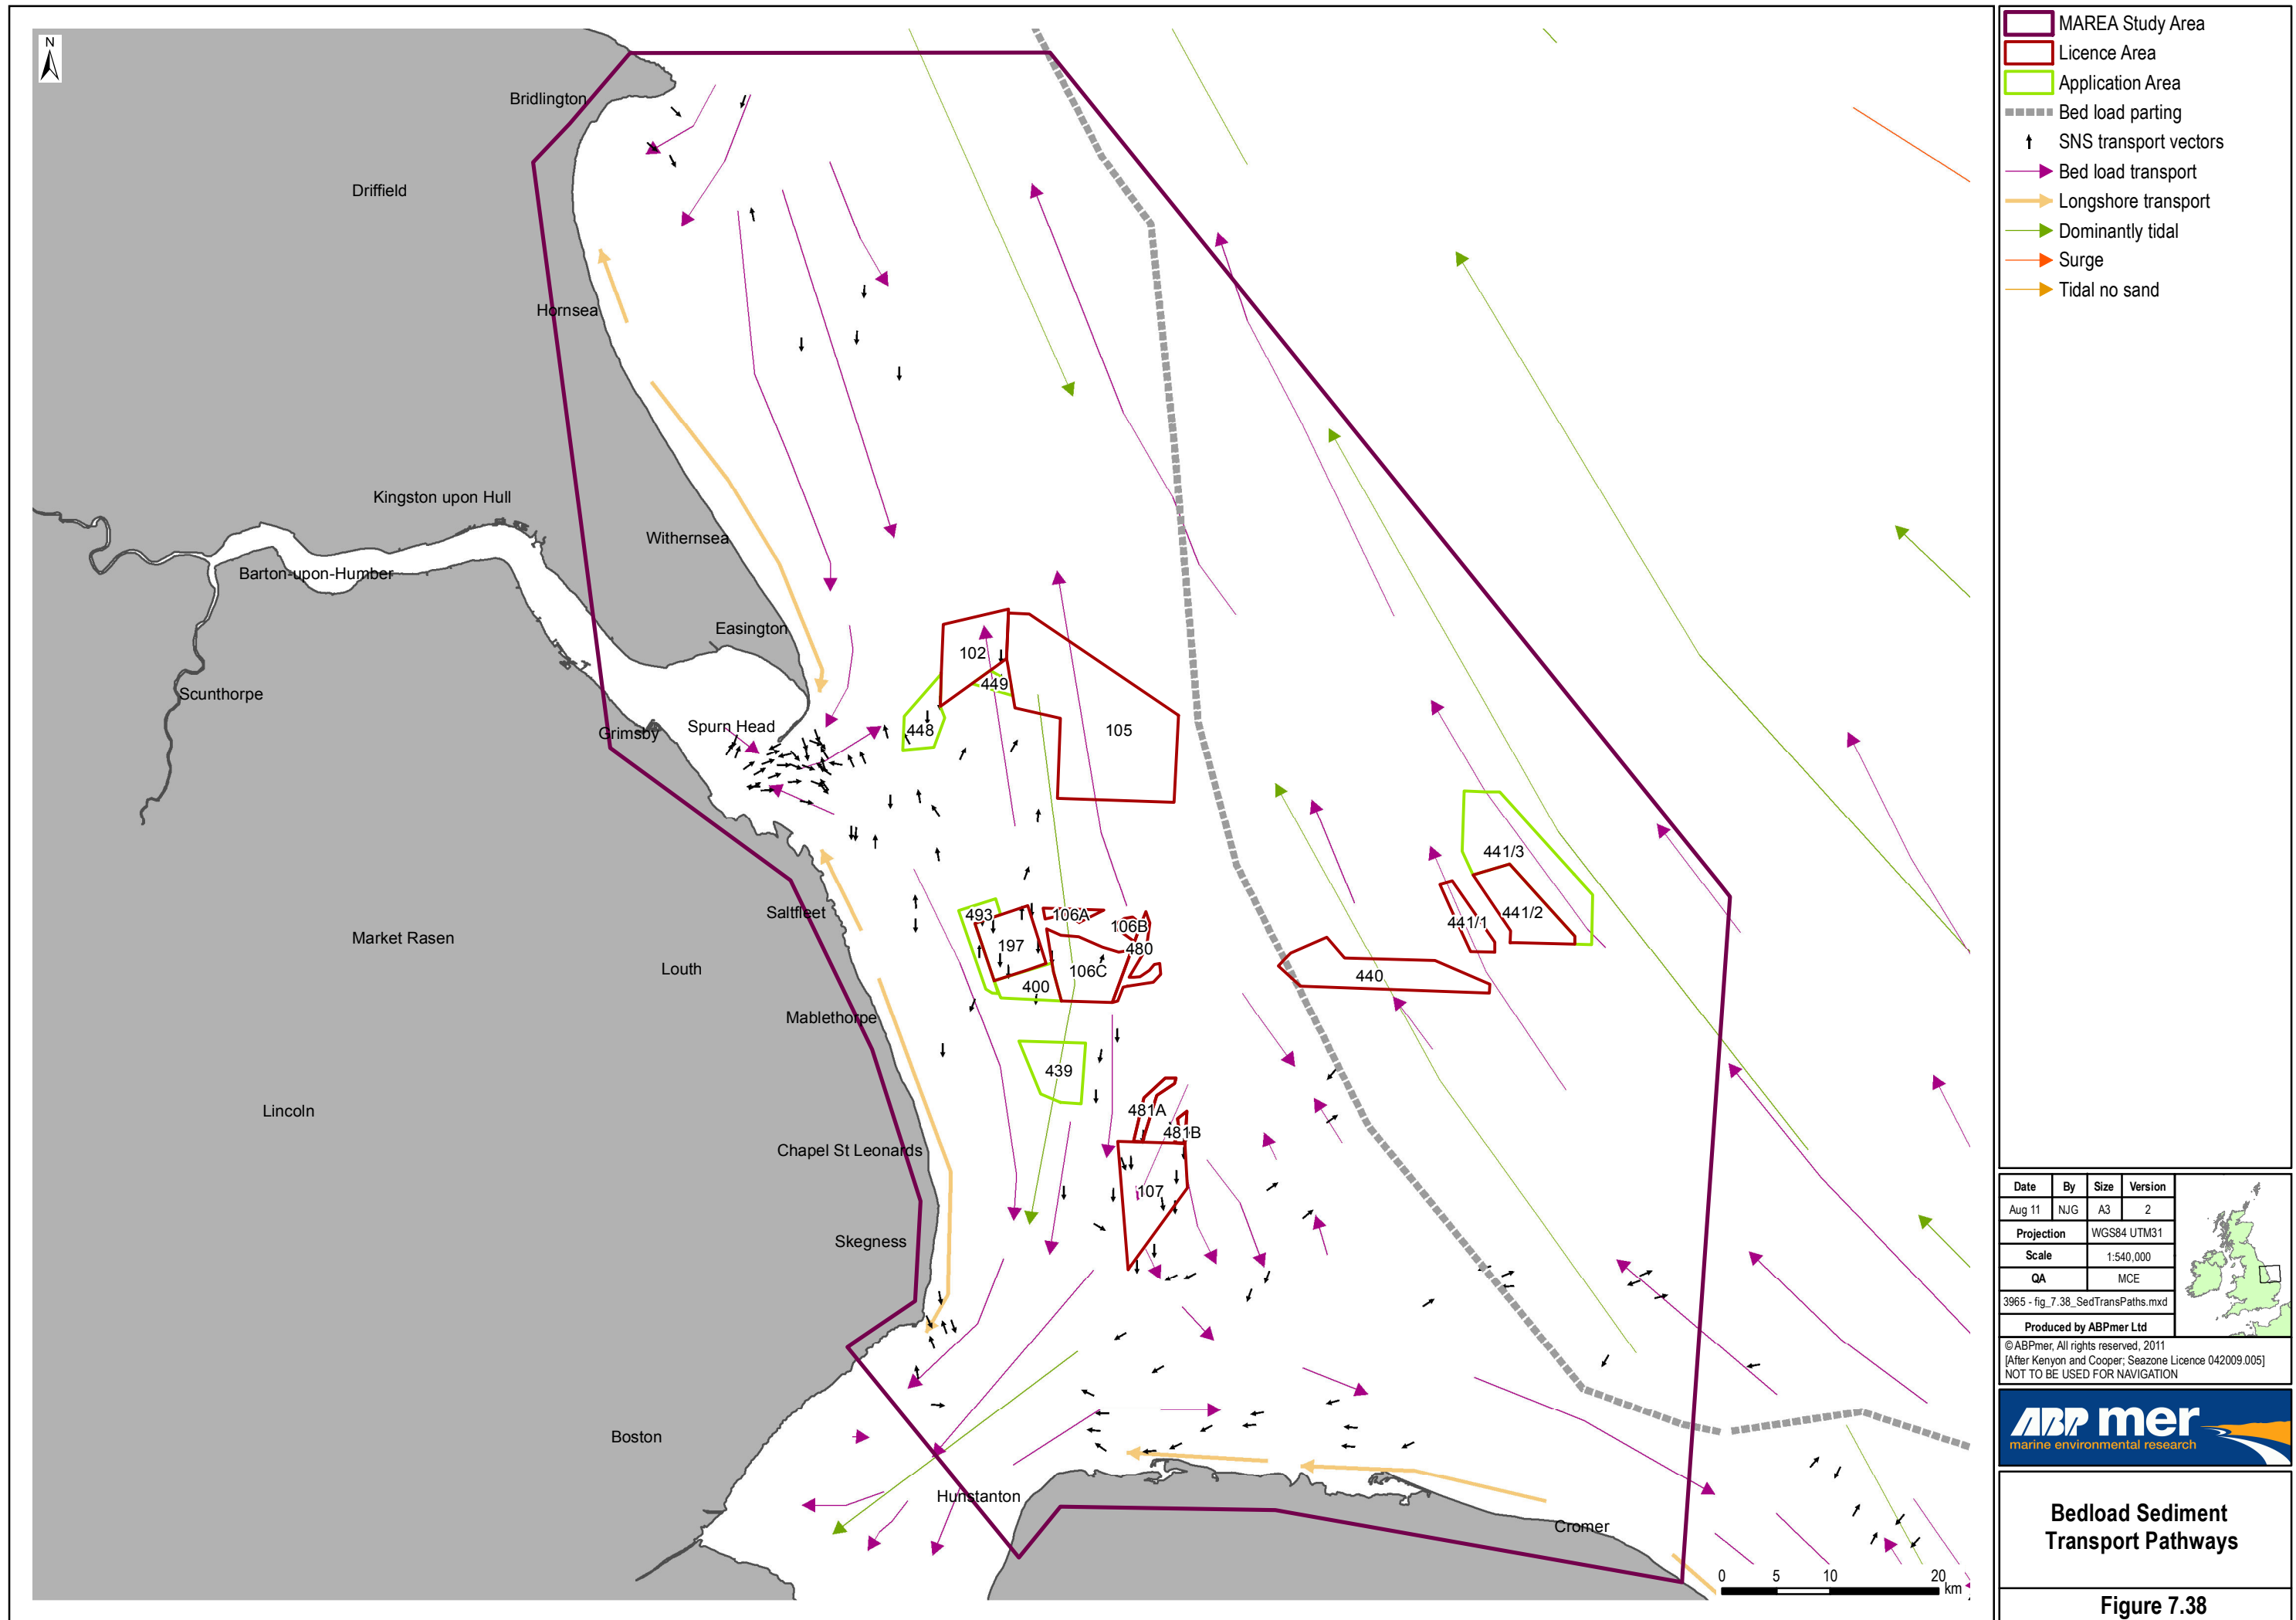 N
Bridlington
Driffield
Hornsea
Kingston upon Hull
Withernsea
Barton-upon-Humber
Easington
Scunthorpe
Spurn Head
Grimsby
102
449
448
105
Saltfleet
Market Rasen
Louth
493
197
106A
106B
480
106C
400
440
441/3
441/1
441/2
Mablethorpe
439
Lincoln
481A
481B
Chapel St Leonards
107
Skegness
Boston
Hunstanton
Cromer
0 5 10 20
km
MAREA Study Area
Licence Area
Application Area
Bed load parting
SNS transport vectors
Bed load transport
Longshore transport
Dominantly tidal
Surge
Tidal no sand
Date By Size Version
Aug 11 NJG A3 2
Projection WGS84 UTM31
Scale 1:540,000
QA MCE
3965 - fig_7.38_SedTransPaths.mxd
Produced by ABPmer Ltd
© ABPmer, All rights reserved, 2011
[After Kenyon and Cooper; Seazone Licence 042009.005]
NOT TO BE USED FOR NAVIGATION
ABP mer
marine environmental research
Bedload Sediment
Transport Pathways
Figure 7.38